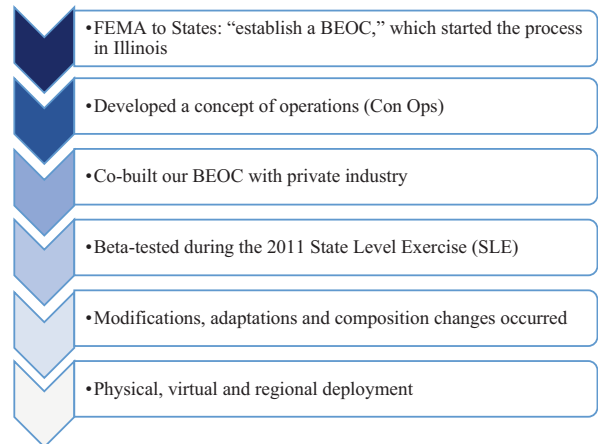 •FEMA to States: “establish a BEOC,” which started the process
in Illinois
•Developed a concept of operations (Con Ops)
•Co-built our BEOC with private industry
•Beta-tested during the 2011 State Level Exercise (SLE)
•Modifications, adaptations and composition changes occurred
•Physical, virtual and regional deployment